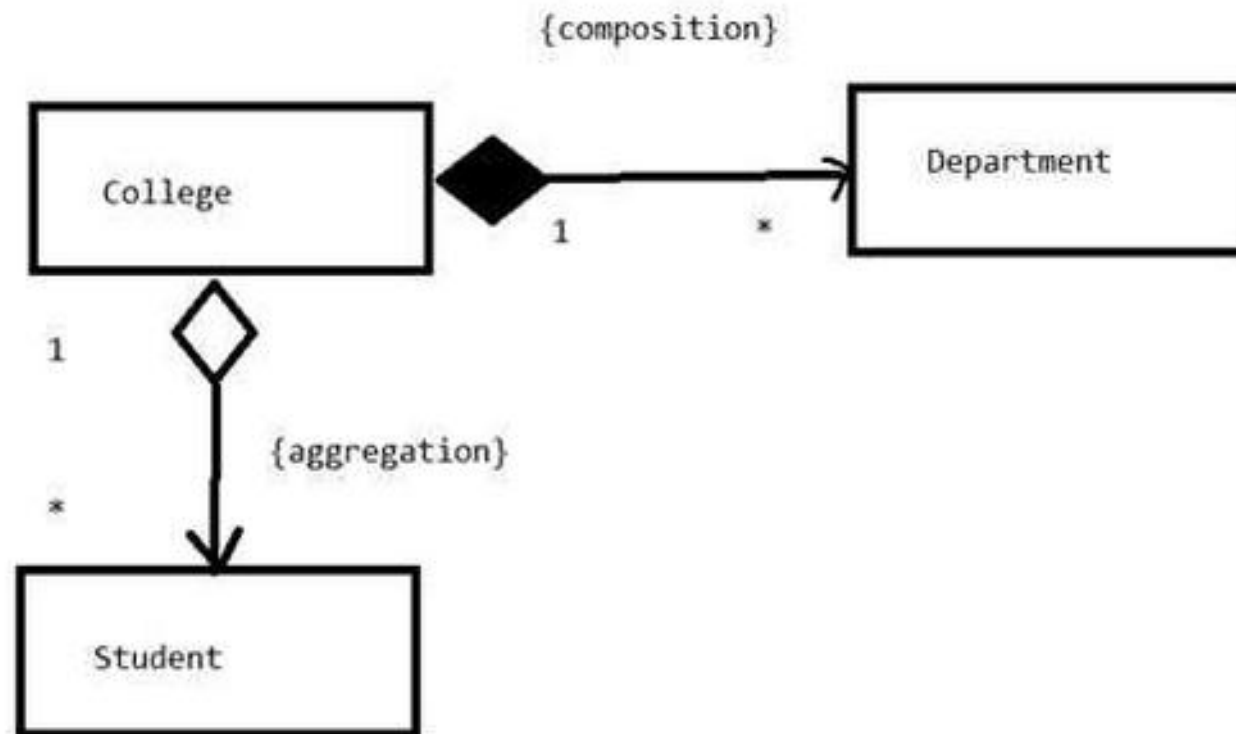 {composition}
College
Department
1
*
1
{aggregation}
*
Student